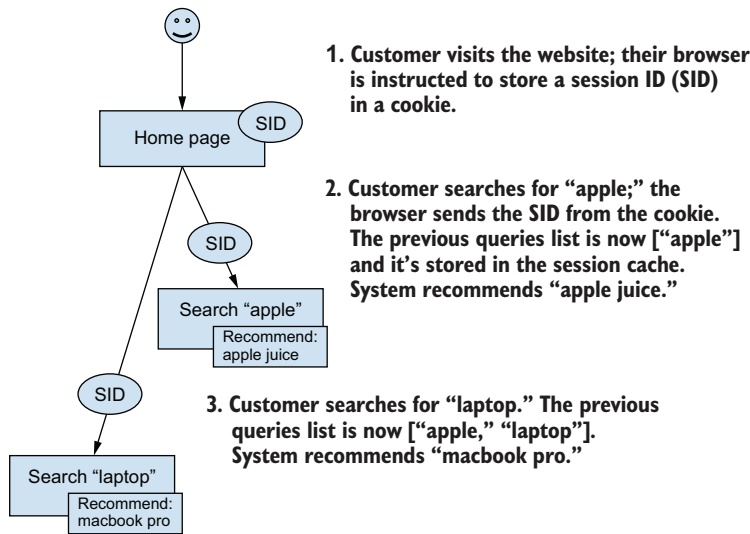 1. Customer visits the website; their browser
is instructed to store a session ID (SID)
in a cookie.
SID
Home page
2. Customer searches for “apple;” the
browser sends the SID from the cookie.
The previous queries list is now [“apple”]
and it’s stored in the session cache.
System recommends “apple juice.”
SID
Search “apple”
Recommend:
apple juice
SID
3. Customer searches for “laptop.” The previous
queries list is now [“apple,” “laptop”].
System recommends “macbook pro.”
Search “laptop”
Recommend:
macbook pro